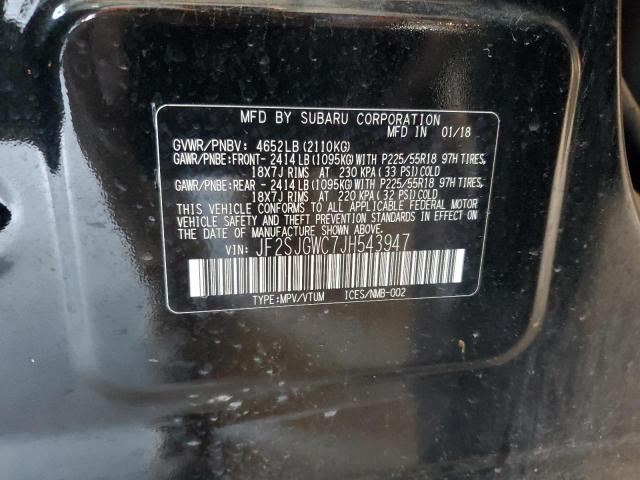 MFD BY SUBARU CORPORATION
GVWR/PNBV: 4652LB (2110KG) MFD IN 01/18
GAWR/PNBE:FRONT- 2414LB (1095KG) WITH P225/55R18 97H TIRES,
18X7J RIMS AT 230 KPA (33 PSI) COLD
GAWR/PNBE:REAR - 2414LB (1095KG) WITH P225/55R18 97H TIRES,
18X7J RIMS AT 220 KPA (32 PSI) COLD
THIS VEHICLE CONFORMS TO ALL APPLICABLE FEDERAL MOTOR
VEHICLE SAFETY AND THEFT PREVENTION STANDARDS IN EFFECT ON
THE DATE OF MANUFACTURE SHOWN ABOVE.
VIN: JF2SJGWC7JH543947
TYPE:MPV/VTUM ICES/NMB-002